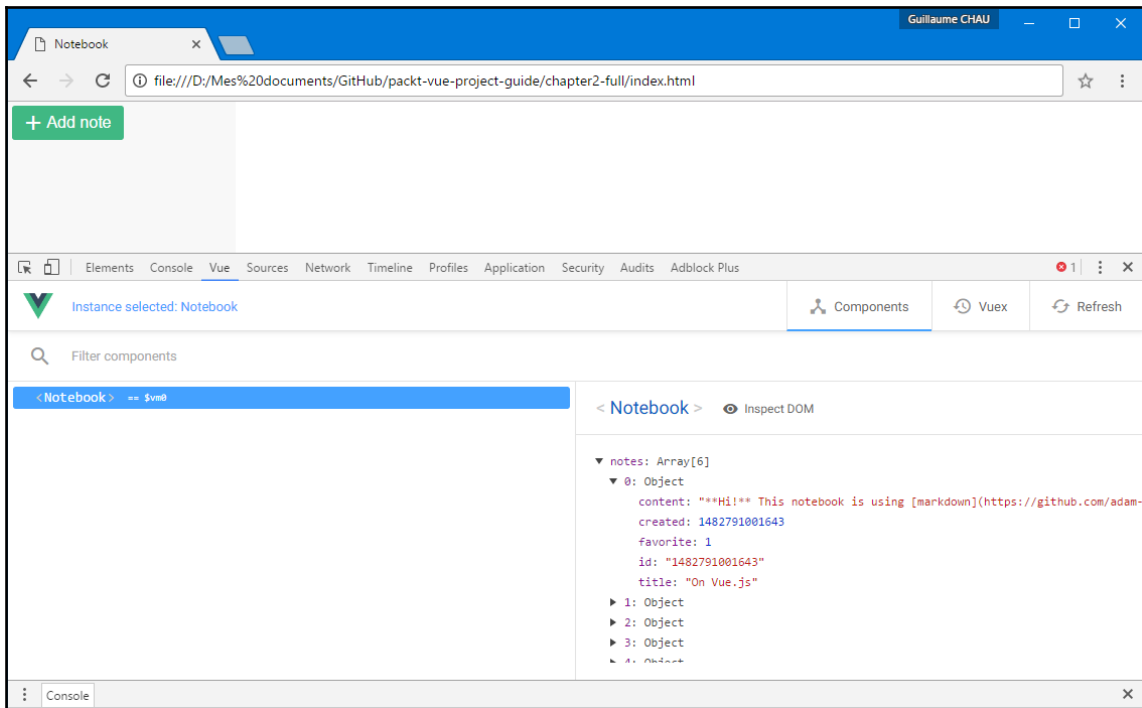 Guillaume CHAU
Notebook
file:///D:/Mes%20documents/GitHub/packt-vue-project-guide/chapter2-full/index.html
+ Add note
Elements Console Vue Sources Network Timeline Profiles Application Security Audits Adblock Plus 1
Instance selected: Notebook Components Vuex Refresh
Filter components
<Notebook> == $vm0
< Notebook > Inspect DOM
▼ notes: Array[6]
▼ 0: Object
content: "**Hi!** This notebook is using [markdown](https://github.com/adam-
created: 1482791001643
favorite: 1
id: "1482791001643"
title: "On Vue.js"
▶ 1: Object
▶ 2: Object
▶ 3: Object
▶ 4: Object
Console